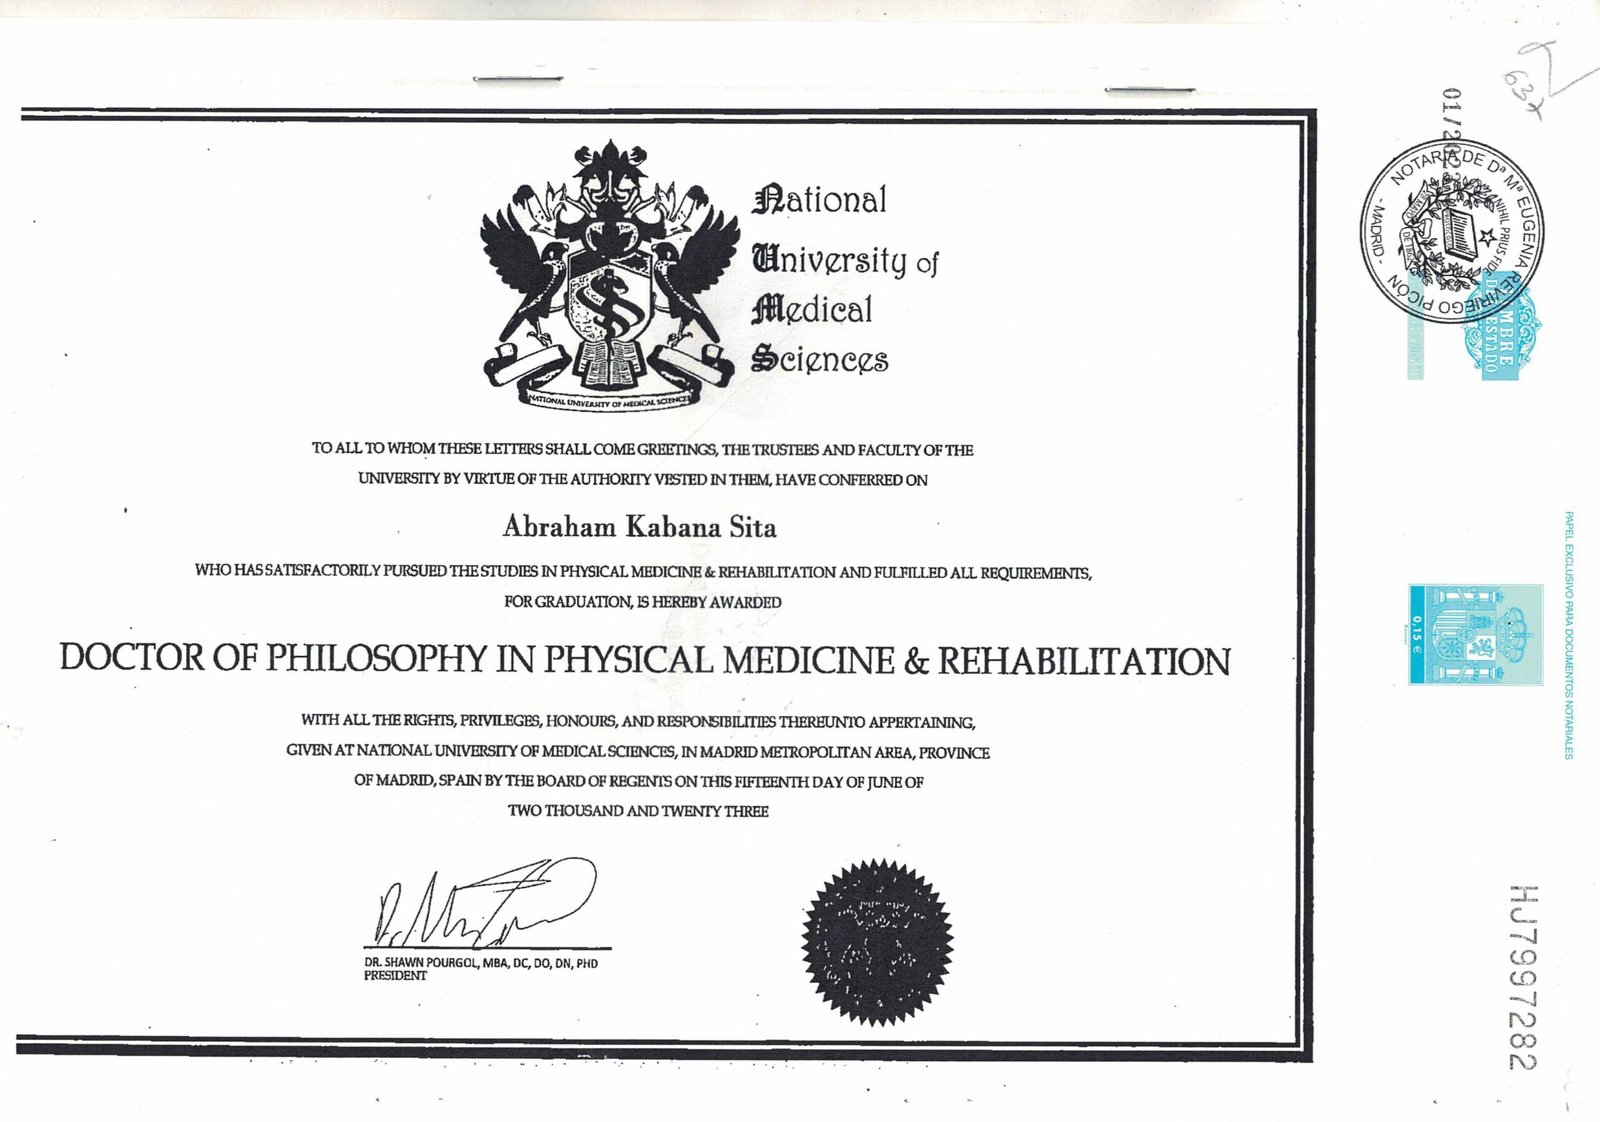 National
University of
Medical
Sciences
NATIONAL UNIVERSITY OF MEDICAL SCIENCES
TO ALL TO WHOM THESE LETTERS SHALL COME GREETINGS, THE TRUSTEES AND FACULTY OF THE
UNIVERSITY BY VIRTUE OF THE AUTHORITY VESTED IN THEM, HAVE CONFERRED ON
Abraham Kabana Sita
WHO HAS SATISFACTORILY PURSUED THE STUDIES IN PHYSICAL MEDICINE & REHABILITATION AND FULFILLED ALL REQUIREMENTS,
FOR GRADUATION, IS HEREBY AWARDED
DOCTOR OF PHILOSOPHY IN PHYSICAL MEDICINE & REHABILITATION
WITH ALL THE RIGHTS, PRIVILEGES, HONOURS, AND RESPONSIBILITIES THEREUNTO APPERTAINING,
GIVEN AT NATIONAL UNIVERSITY OF MEDICAL SCIENCES, IN MADRID METROPOLITAN AREA, PROVINCE
OF MADRID, SPAIN BY THE BOARD OF REGENTS ON THIS FIFTEENTH DAY OF JUNE OF
TWO THOUSAND AND TWENTY THREE
DR. SHAWN POURGOL, MBA, DC, DO, DN, PHD
PRESIDENT
01/
NOTARIA DE Dª Mª EUGENIA REVIRIEGO PICÓN
- MADRID -
NIHIL PRIUS FIDE
TIMBRE
DEL ESTADO
PAPEL EXCLUSIVO PARA DOCUMENTOS NOTARIALES
0,15 €
HJ7997282